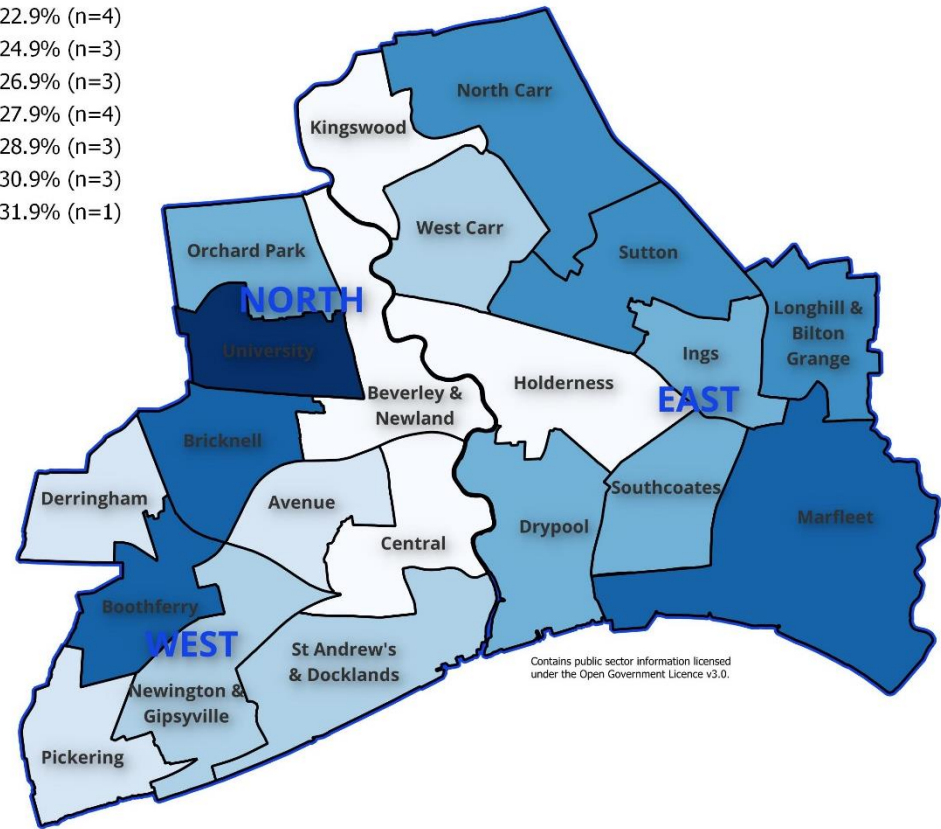 22.9% (n=4)
24.9% (n=3)
26.9% (n=3)
27.9% (n=4)
28.9% (n=3)
30.9% (n=3)
31.9% (n=1)
North Carr
Kingswood
West Carr
Orchard Park
Sutton
NORTH
Longhill &
Bilton
Grange
University
Ings
Holderness
EAST
Beverley &
Newland
Bricknell
Derringham
Avenue
Southcoates
Marfleet
Drypool
Central
Boothferry
WEST
St Andrew's
& Docklands
Contains public sector information licensed
under the Open Government Licence v3.0.
Newington &
Gipsyville
Pickering